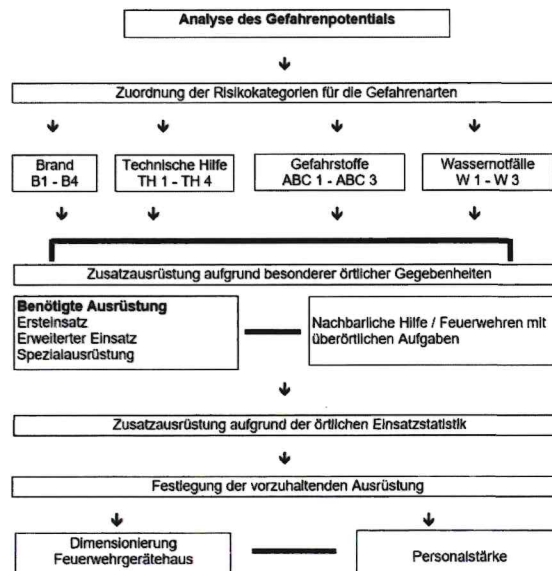 Analyse des Gefahrenpotentials
Zuordnung der Risikokategorien für die Gefahrenarten
Brand
B1 - B4
Technische Hilfe
TH 1 - TH 4
Gefahrstoffe
ABC 1 - ABC 3
Wassernotfälle
W 1 - W 3
Zusatzausrüstung aufgrund besonderer örtlicher Gegebenheiten
Benötigte Ausrüstung
Ersteinsatz
Erweiterter Einsatz
Spezialausrüstung
Nachbarliche Hilfe / Feuerwehren mit
überörtlichen Aufgaben
Zusatzausrüstung aufgrund der örtlichen Einsatzstatistik
Festlegung der vorzuhaltenden Ausrüstung
Dimensionierung
Feuerwehrgerätehaus
Personalstärke